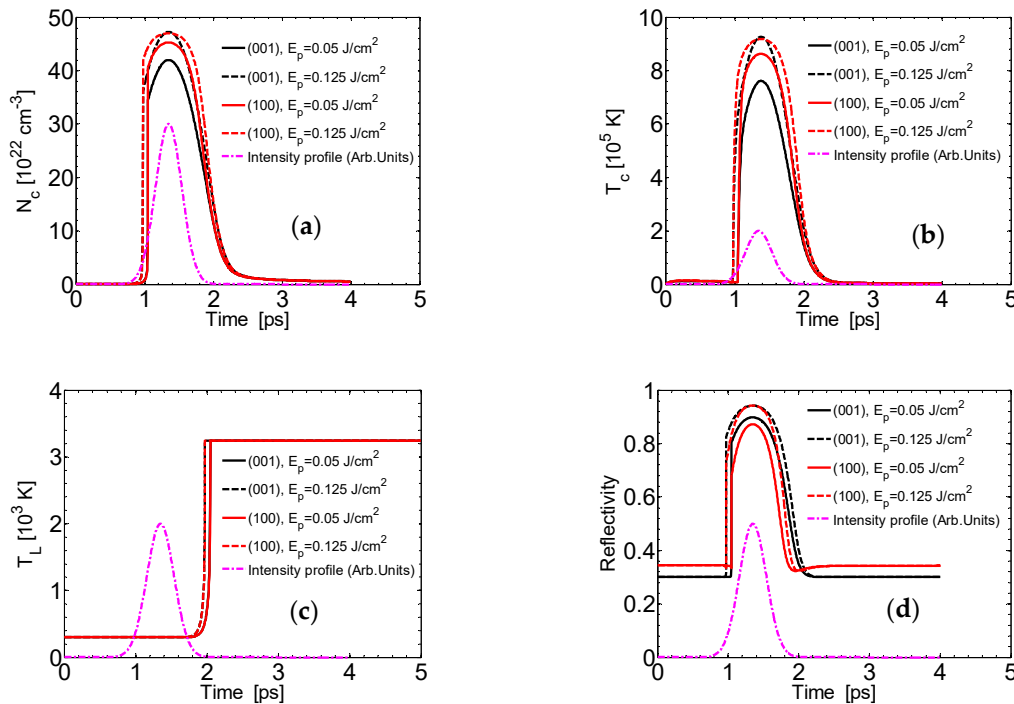 50
40
30
20
10
0
N_c [10^22 cm^-3]
(001), E_p=0.05 J/cm^2
(001), E_p=0.125 J/cm^2
(100), E_p=0.05 J/cm^2
(100), E_p=0.125 J/cm^2
Intensity profile (Arb.Units)
(a)
0 1 2 3 4 5
Time [ps]
10
8
6
4
2
0
T_c [10^5 K]
(001), E_p=0.05 J/cm^2
(001), E_p=0.125 J/cm^2
(100), E_p=0.05 J/cm^2
(100), E_p=0.125 J/cm^2
Intensity profile (Arb.Units)
(b)
0 1 2 3 4 5
Time [ps]
4
3
2
1
0
T_L [10^3 K]
(001), E_p=0.05 J/cm^2
(001), E_p=0.125 J/cm^2
(100), E_p=0.05 J/cm^2
(100), E_p=0.125 J/cm^2
Intensity profile (Arb.Units)
(c)
0 1 2 3 4 5
Time [ps]
1
0.8
0.6
0.4
0.2
0
Reflectivity
(001), E_p=0.05 J/cm^2
(001), E_p=0.125 J/cm^2
(100), E_p=0.05 J/cm^2
(100), E_p=0.125 J/cm^2
Intensity profile (Arb.Units)
(d)
0 1 2 3 4 5
Time [ps]